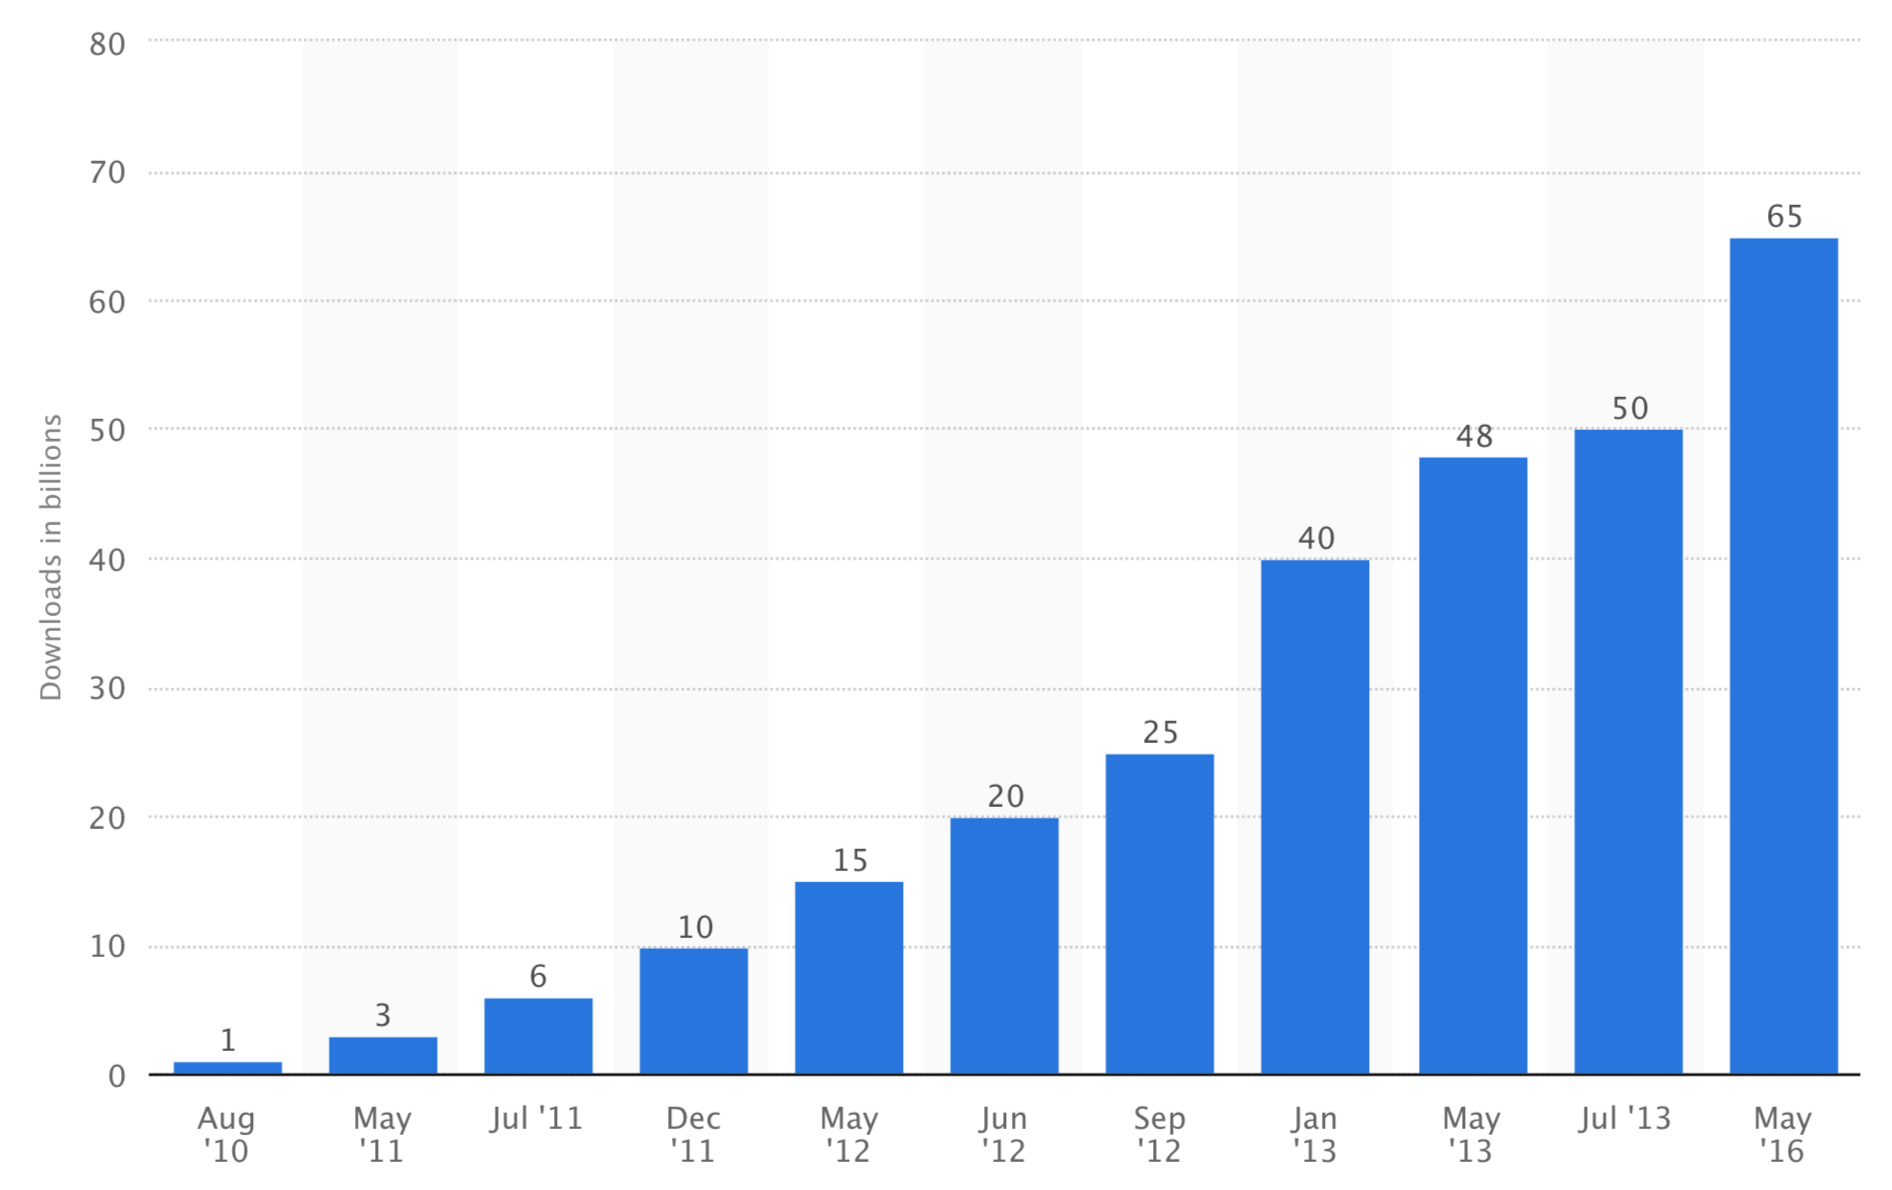 80
70
60
50
40
30
20
10
0
Downloads in billions
1
3
6
10
15
20
25
40
48
50
65
Aug '10
May '11
Jul '11
Dec '11
May '12
Jun '12
Sep '12
Jan '13
May '13
Jul '13
May '16